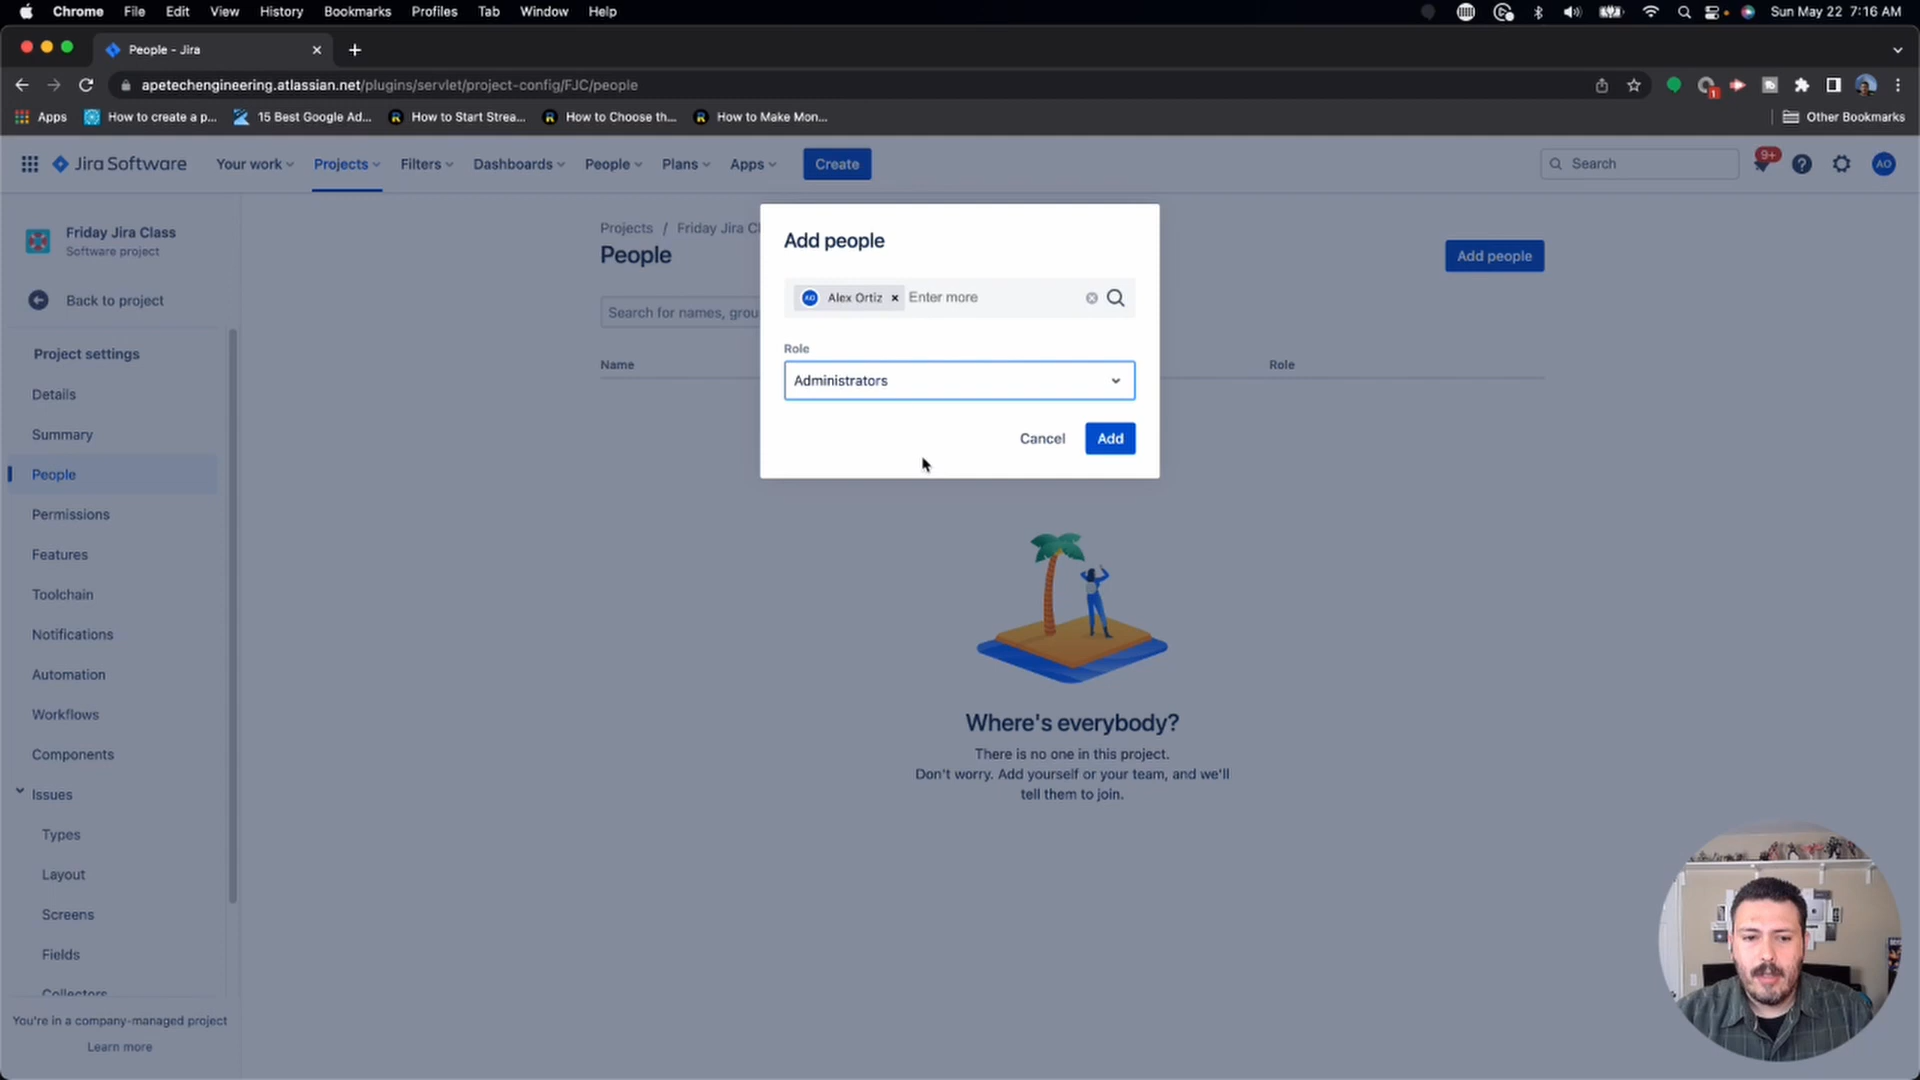 Chrome File Edit View History Bookmarks Profiles Tab Window Help Sun May 22 7:16 AM
People - Jira
apetechengineering.atlassian.net/plugins/servlet/project-config/FJC/people
Apps How to create a p... 15 Best Google Ad... How to Start Strea... How to Choose th... How to Make Mon... Other Bookmarks
Jira Software Your work Projects Filters Dashboards People Plans Apps Create Search 9+ AO
Friday Jira Class
Software project
Back to project
Project settings
Details
Summary
People
Permissions
Features
Toolchain
Notifications
Automation
Workflows
Components
Issues
Types
Layout
Screens
Fields
Collectors
You're in a company-managed project
Learn more
Projects / Friday Jira Cl
People
Add people
Search for names, grou
Name Role
Add people
AO Alex Ortiz × Enter more
Role
Administrators
Cancel Add
Where's everybody?
There is no one in this project.
Don't worry. Add yourself or your team, and we'll
tell them to join.